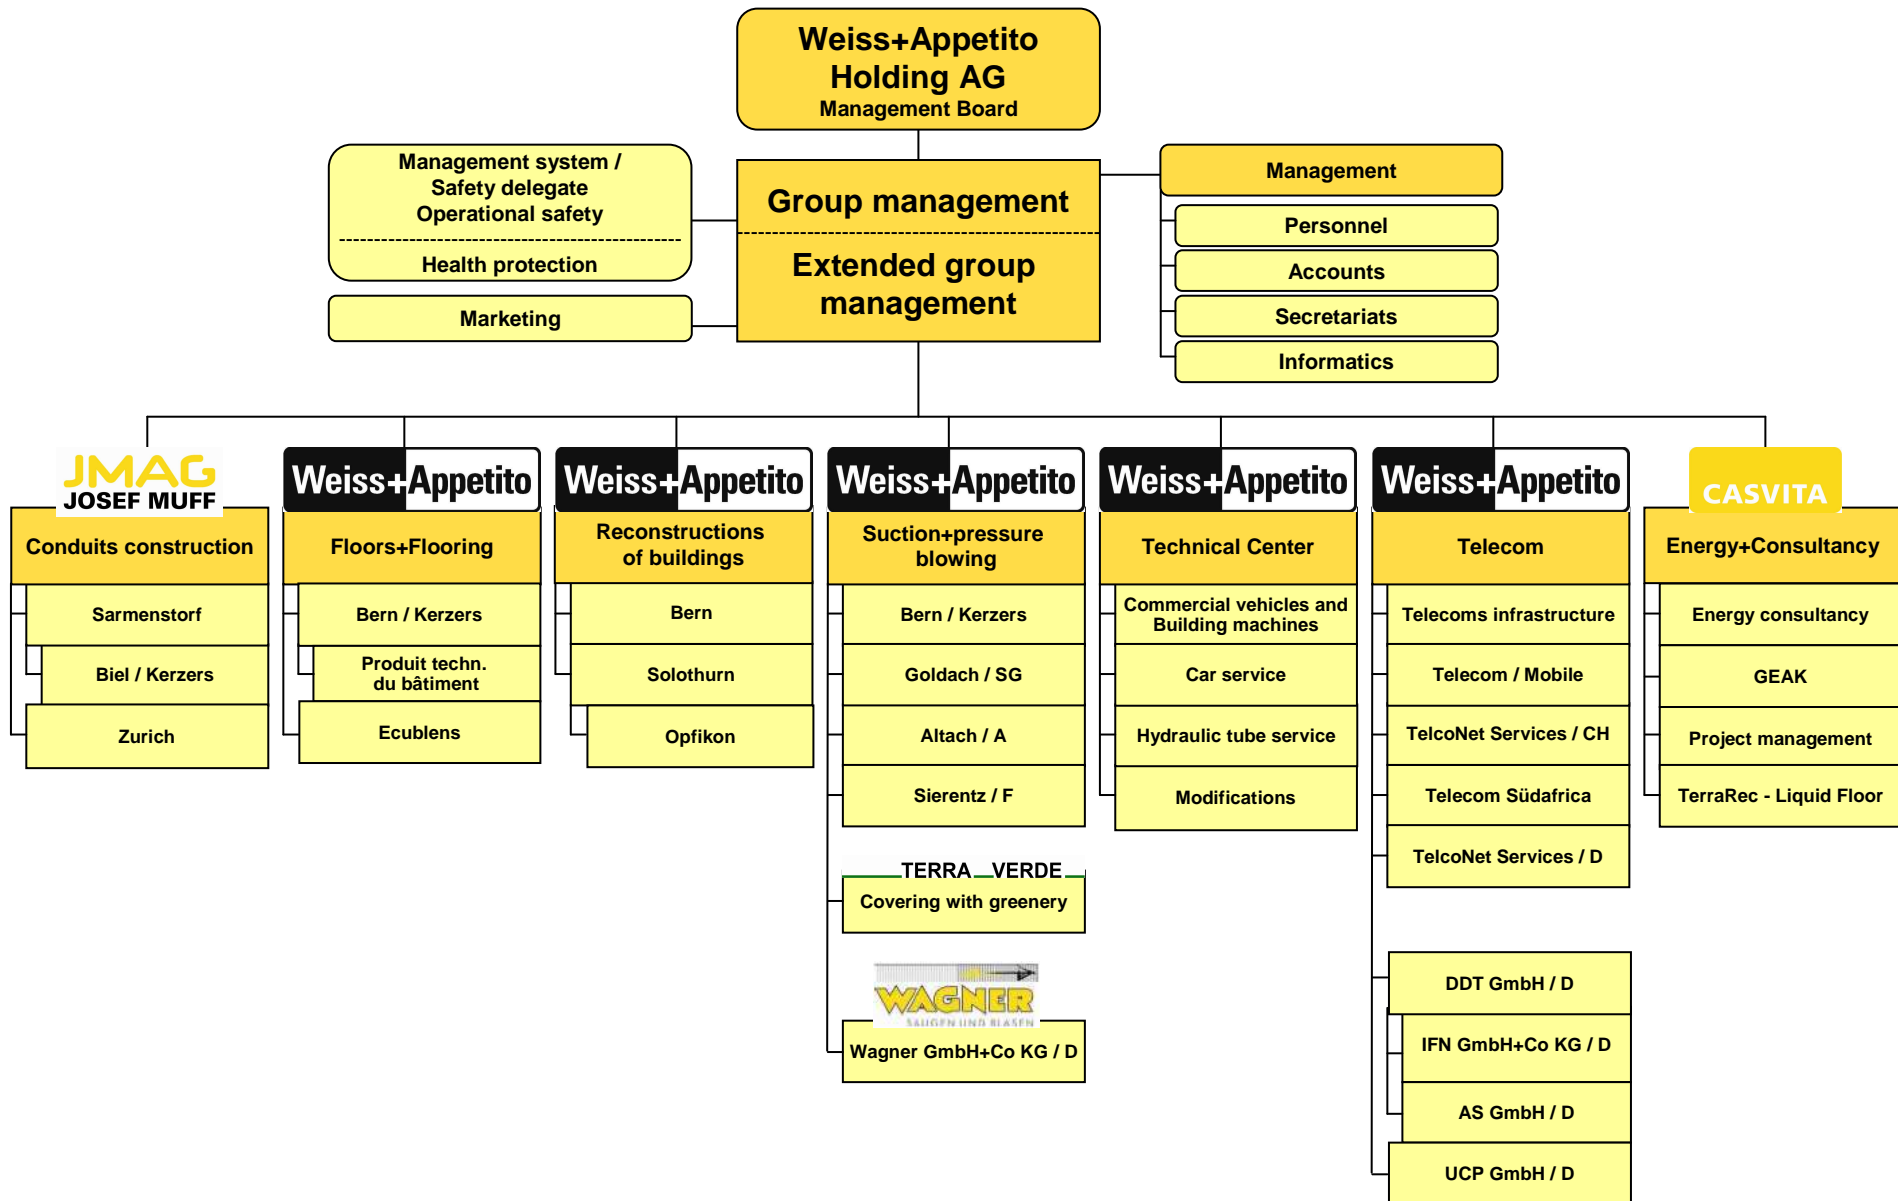 Weiss+Appetito
Holding AG
Management Board
Management system /
Safety delegate
Operational safety
Health protection
Marketing
Group management
Extended group
management
Management
Personnel
Accounts
Secretariats
Informatics
JMAG
JOSEF MUFF
Conduits construction
Sarmenstorf
Biel / Kerzers
Zurich
Weiss+Appetito
Floors+Flooring
Bern / Kerzers
Produit techn.
du bâtiment
Ecublens
Weiss+Appetito
Reconstructions
of buildings
Bern
Solothurn
Opfikon
Weiss+Appetito
Suction+pressure
blowing
Bern / Kerzers
Goldach / SG
Altach / A
Sierentz / F
TERRA VERDE
Covering with greenery
WAGNER
SAUGEN UND BLASEN
Wagner GmbH+Co KG / D
Weiss+Appetito
Technical Center
Commercial vehicles and
Building machines
Car service
Hydraulic tube service
Modifications
Weiss+Appetito
Telecom
Telecoms infrastructure
Telecom / Mobile
TelcoNet Services / CH
Telecom Südafrica
TelcoNet Services / D
DDT GmbH / D
IFN GmbH+Co KG / D
AS GmbH / D
UCP GmbH / D
CASVITA
Energy+Consultancy
Energy consultancy
GEAK
Project management
TerraRec - Liquid Floor